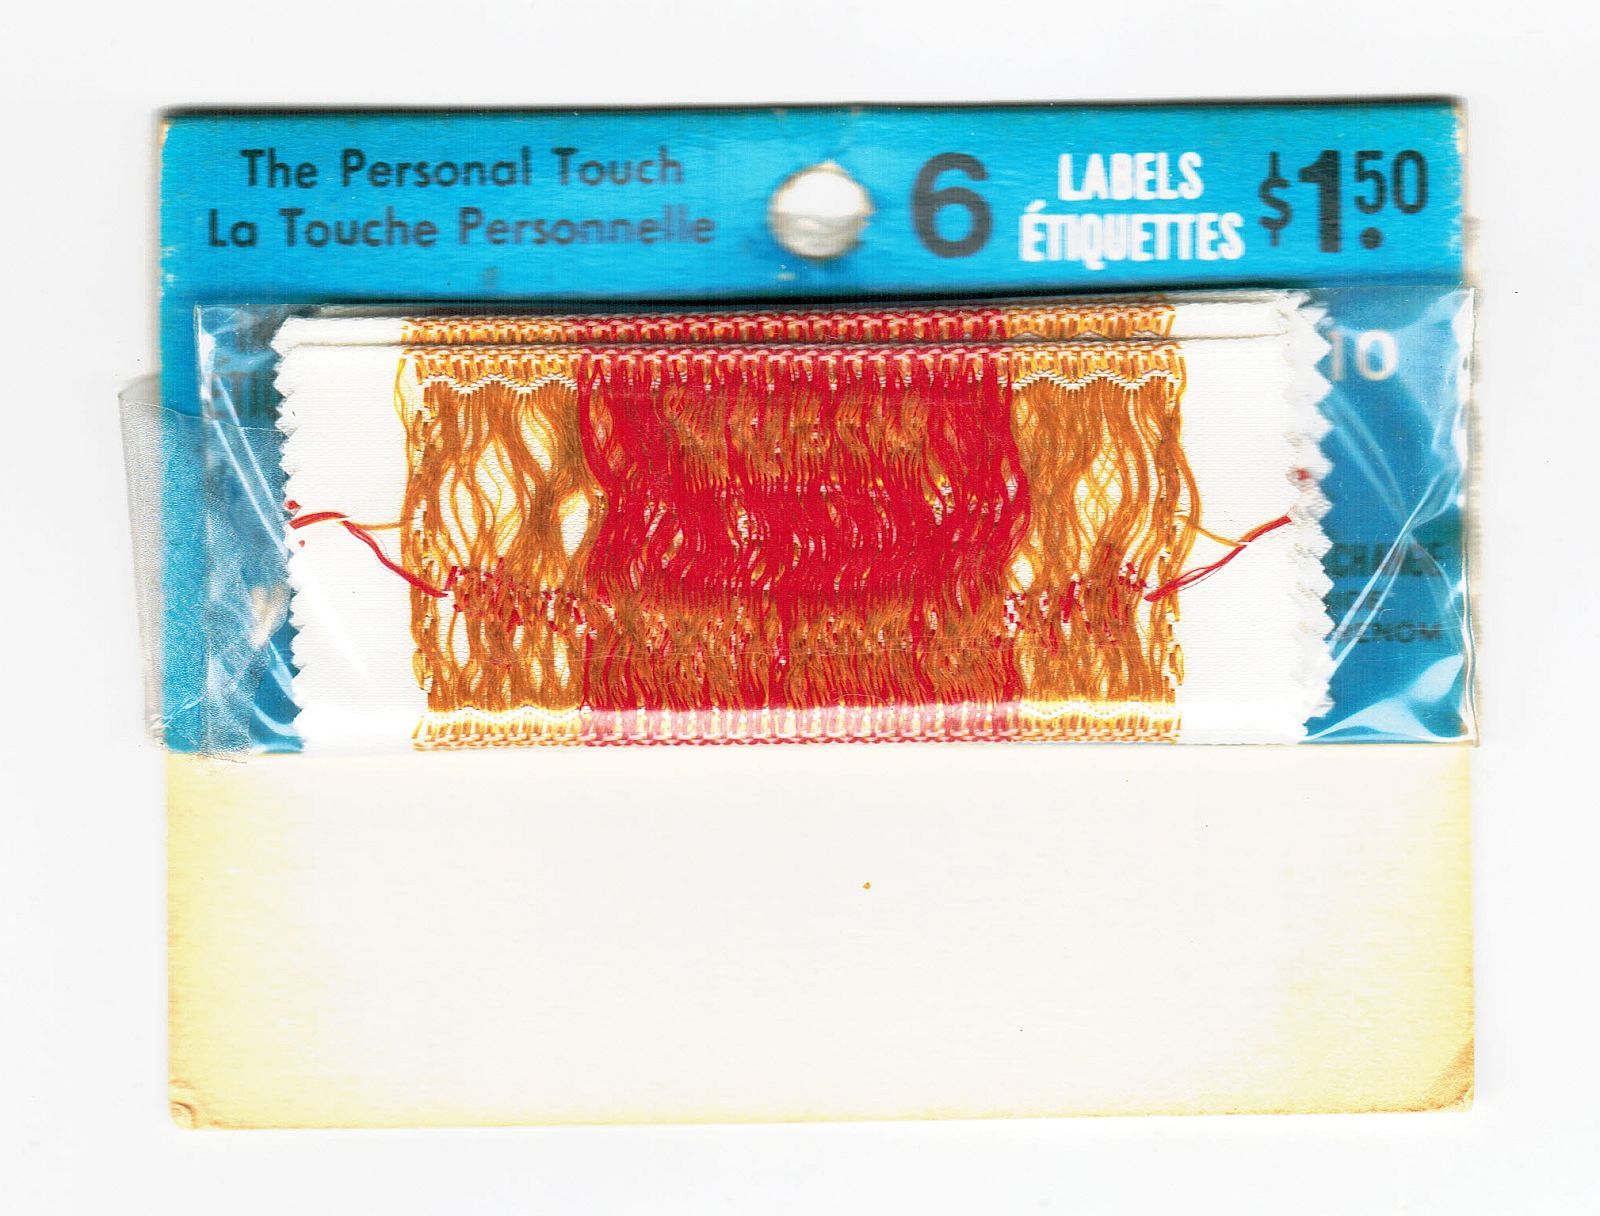 The Personal Touch
La Touche Personnelle
6 LABELS
ÉTIQUETTES
$1.50